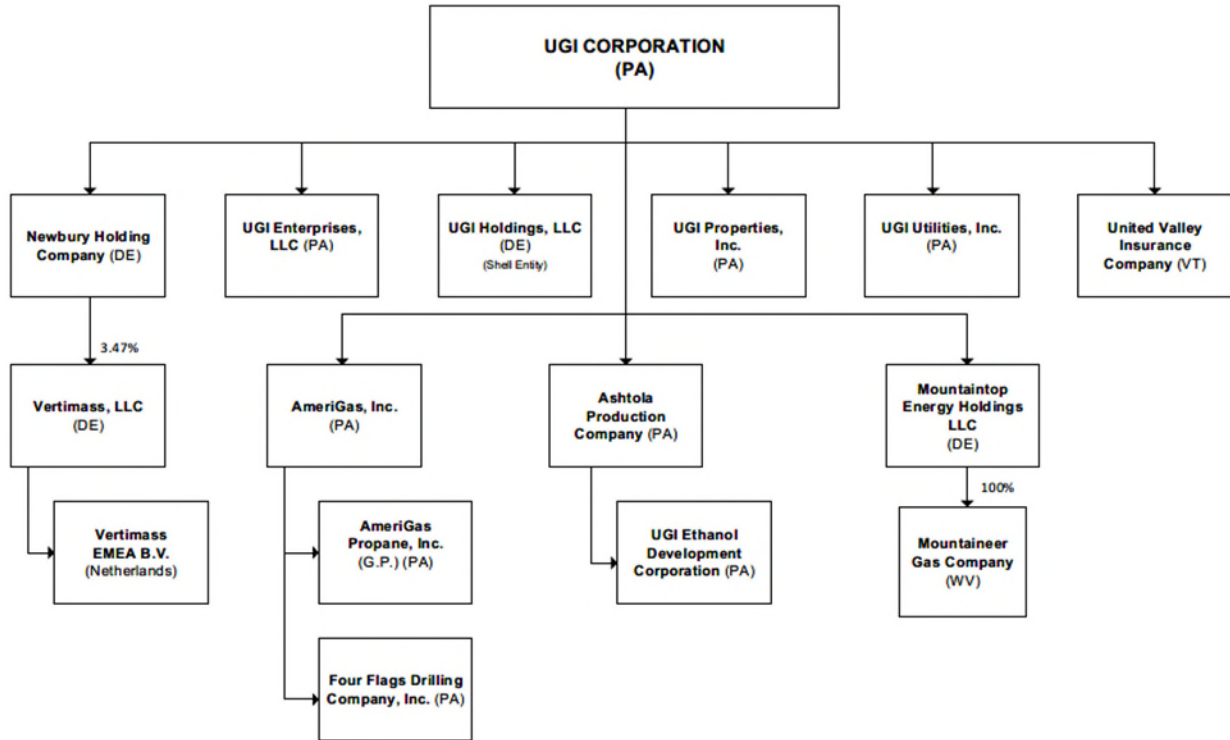 UGI CORPORATION
(PA)
Newbury Holding
Company (DE)
UGI Enterprises,
LLC (PA)
UGI Holdings, LLC
(DE)
(Shell Entity)
UGI Properties,
Inc.
(PA)
UGI Utilities, Inc.
(PA)
United Valley
Insurance
Company (VT)
3.47%
Vertimass, LLC
(DE)
AmeriGas, Inc.
(PA)
Ashtola
Production
Company (PA)
Mountaintop
Energy Holdings
LLC
(DE)
100%
Vertimass
EMEA B.V.
(Netherlands)
AmeriGas
Propane, Inc.
(G.P.) (PA)
UGI Ethanol
Development
Corporation (PA)
Mountaineer
Gas Company
(WV)
Four Flags Drilling
Company, Inc. (PA)